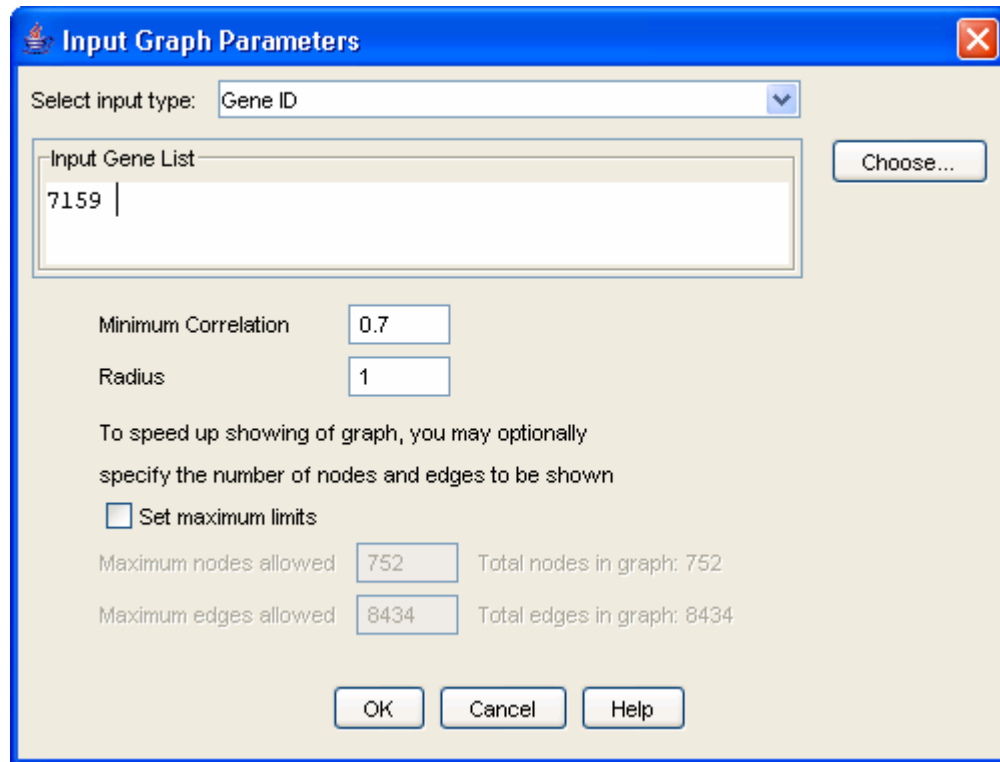 Input Graph Parameters
Select input type: Gene ID
Input Gene List
Choose...
7159
Minimum Correlation 0.7
Radius 1
To speed up showing of graph, you may optionally
specify the number of nodes and edges to be shown
Set maximum limits
Maximum nodes allowed 752 Total nodes in graph: 752
Maximum edges allowed 8434 Total edges in graph: 8434
OK Cancel Help